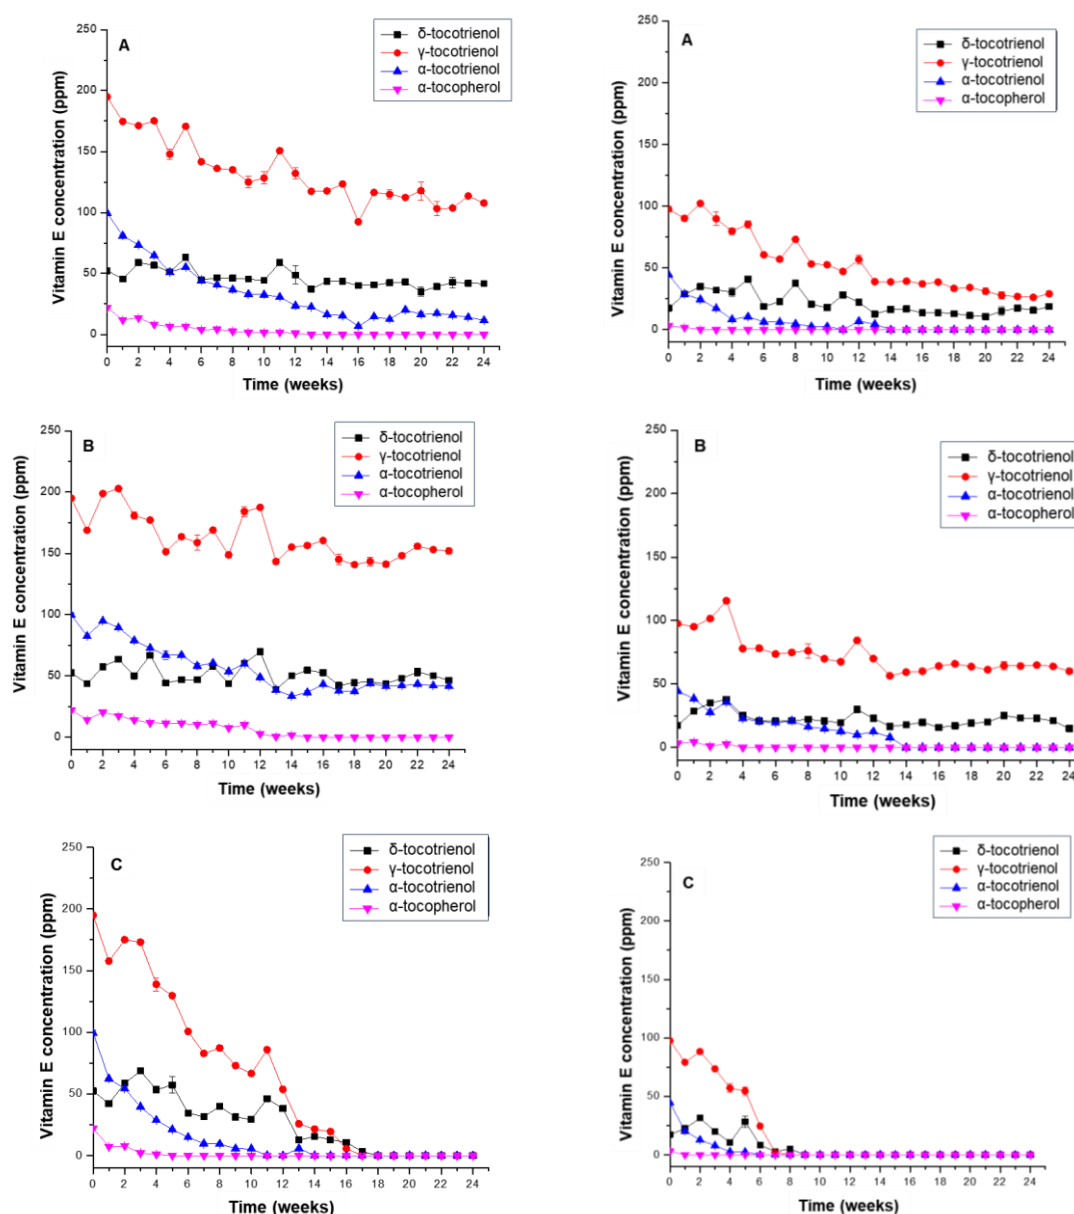 A
δ-tocotrienol
γ-tocotrienol
α-tocotrienol
α-tocopherol
Vitamin E concentration (ppm)
250
200
150
100
50
0
0 2 4 6 8 10 12 14 16 18 20 22 24
Time (weeks)
A
δ-tocotrienol
γ-tocotrienol
α-tocotrienol
α-tocopherol
Vitamin E concentration (ppm)
250
200
150
100
50
0
0 2 4 6 8 10 12 14 16 18 20 22 24
Time (weeks)
B
δ-tocotrienol
γ-tocotrienol
α-tocotrienol
α-tocopherol
Vitamin E concentration (ppm)
250
200
150
100
50
0
0 2 4 6 8 10 12 14 16 18 20 22 24
Time (weeks)
B
δ-tocotrienol
γ-tocotrienol
α-tocotrienol
α-tocopherol
Vitamin E concentration (ppm)
250
200
150
100
50
0
0 2 4 6 8 10 12 14 16 18 20 22 24
Time (weeks)
C
δ-tocotrienol
γ-tocotrienol
α-tocotrienol
α-tocopherol
Vitamin E concentration (ppm)
250
200
150
100
50
0
0 2 4 6 8 10 12 14 16 18 20 22 24
Time (weeks)
C
δ-tocotrienol
γ-tocotrienol
α-tocotrienol
α-tocopherol
Vitamin E concentration (ppm)
250
200
150
100
50
0
0 2 4 6 8 10 12 14 16 18 20 22 24
Time (weeks)